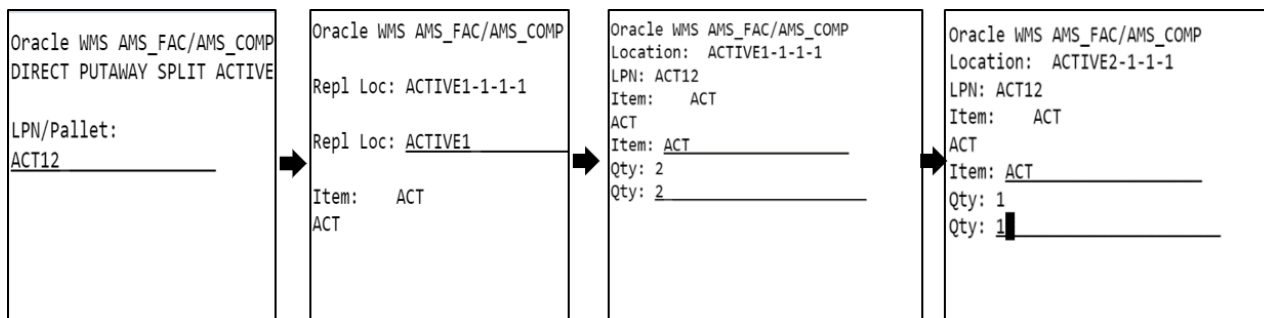 Oracle WMS AMS_FAC/AMS_COMP
DIRECT PUTAWAY SPLIT ACTIVE
LPN/Pallet:
ACT12
Oracle WMS AMS_FAC/AMS_COMP
Repl Loc: ACTIVE1-1-1-1
Repl Loc: ACTIVE1
Item: ACT
ACT
Oracle WMS AMS_FAC/AMS_COMP
Location: ACTIVE1-1-1-1
LPN: ACT12
Item: ACT
ACT
Item: ACT
Qty: 2
Qty: 2
Oracle WMS AMS_FAC/AMS_COMP
Location: ACTIVE2-1-1-1
LPN: ACT12
Item: ACT
ACT
Item: ACT
Qty: 1
Qty: 1